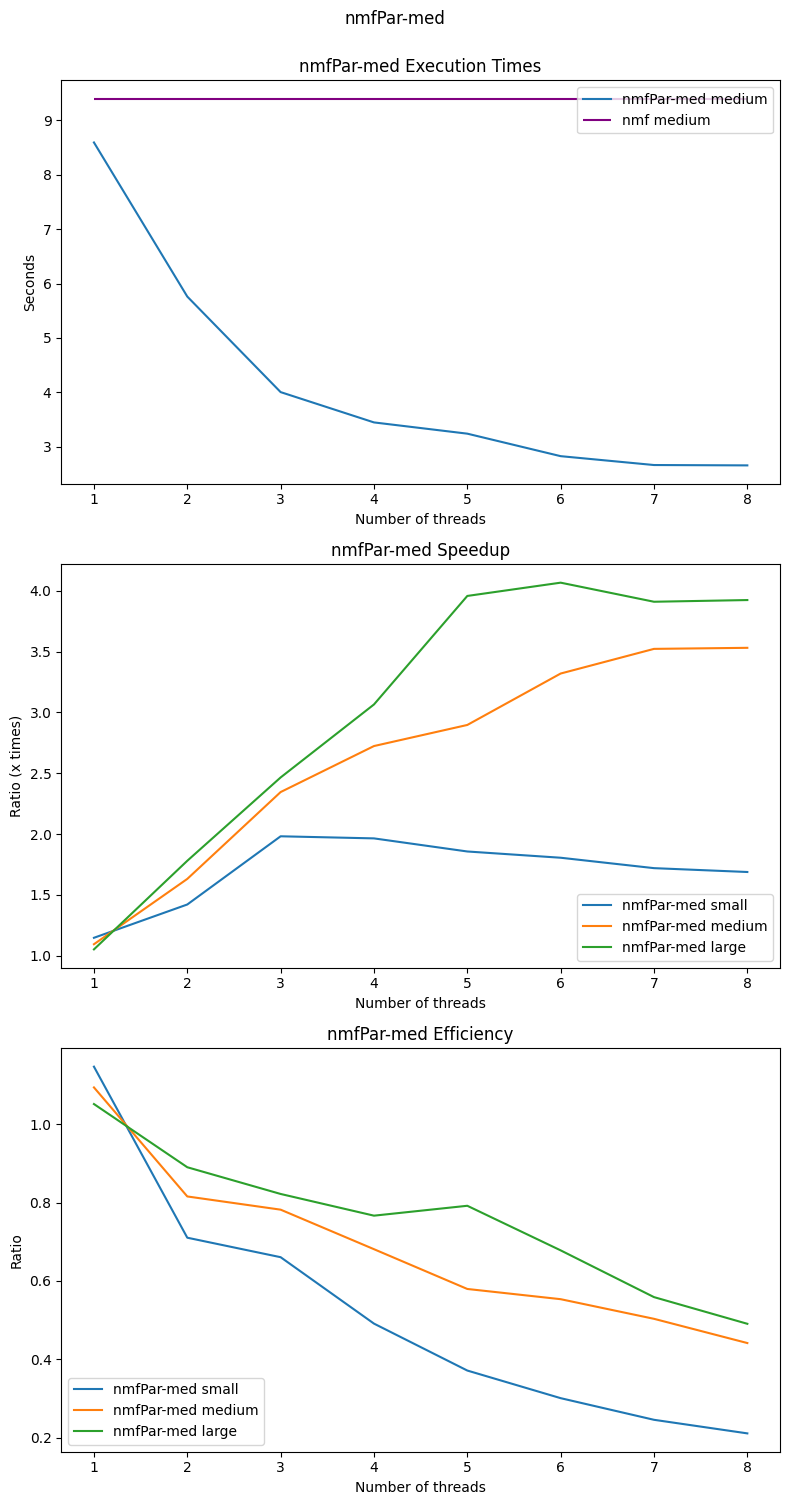 nmfPar-med
nmfPar-med Execution Times
nmfPar-med medium
nmf medium
9
8
7
6
5
4
3
Seconds
1 2 3 4 5 6 7 8
Number of threads
nmfPar-med Speedup
4.0
3.5
3.0
2.5
2.0
1.5
1.0
Ratio (x times)
nmfPar-med small
nmfPar-med medium
nmfPar-med large
1 2 3 4 5 6 7 8
Number of threads
nmfPar-med Efficiency
1.0
0.8
0.6
0.4
0.2
Ratio
nmfPar-med small
nmfPar-med medium
nmfPar-med large
1 2 3 4 5 6 7 8
Number of threads